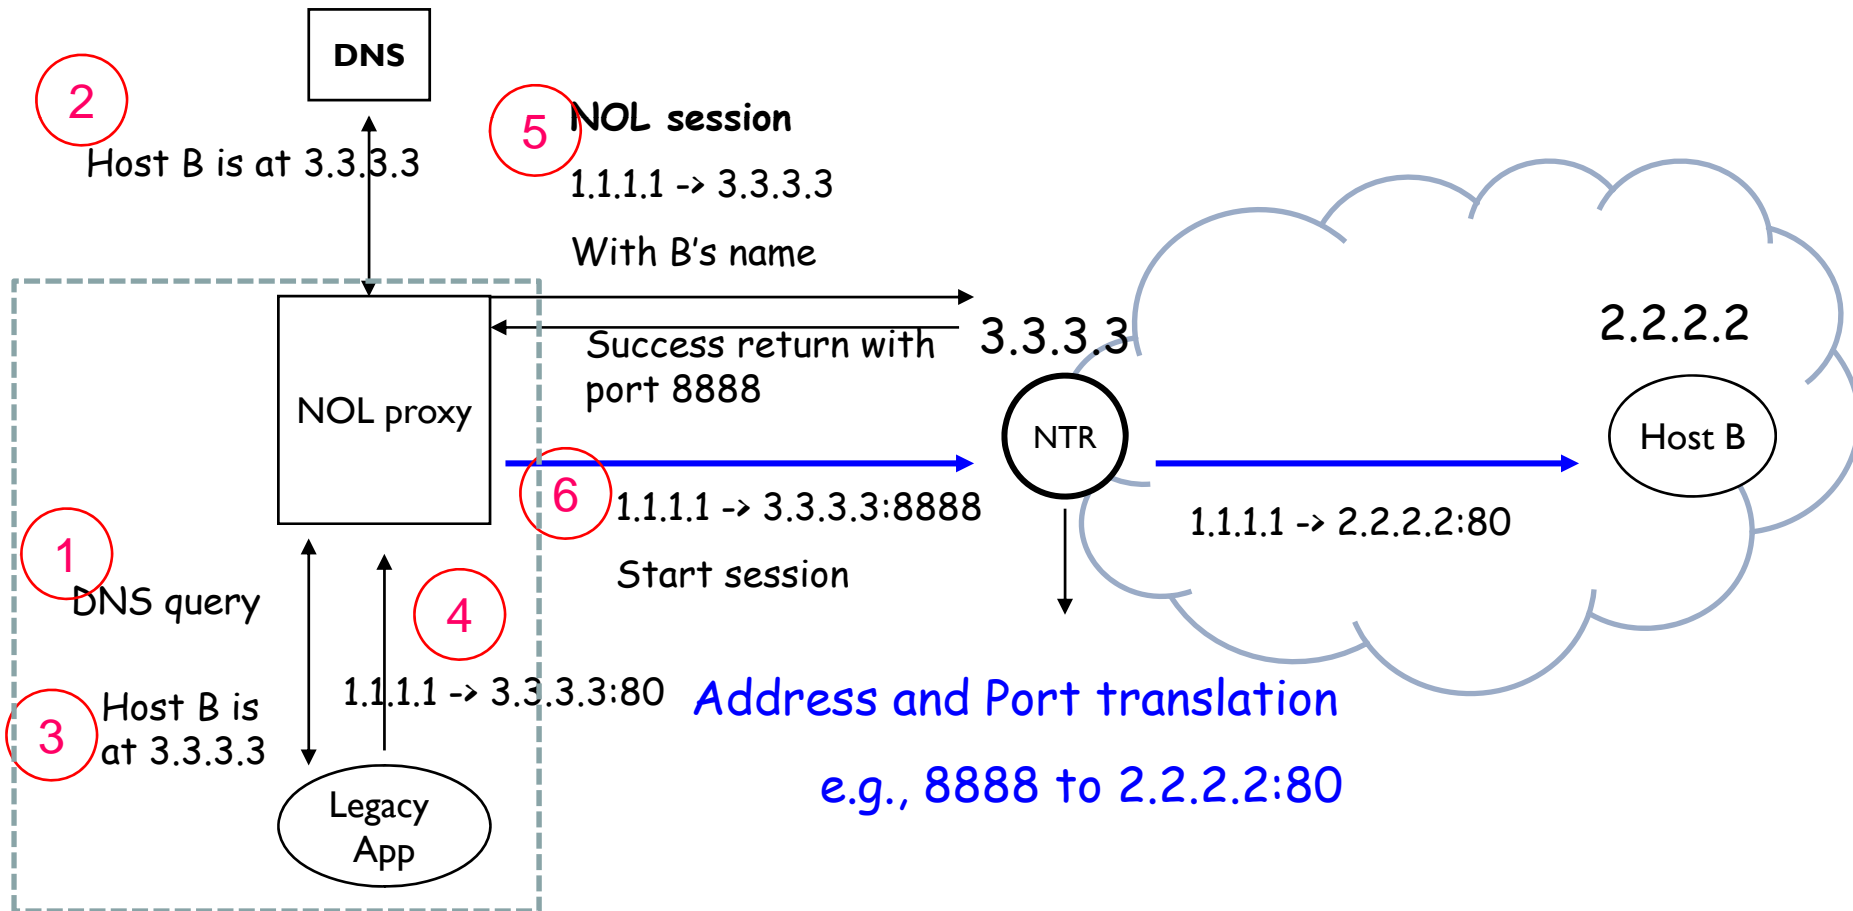 DNS
2
Host B is at 3.3.3.3
5
NOL session
1.1.1.1 -> 3.3.3.3
With B's name
Success return with
port 8888
3.3.3.3
2.2.2.2
NOL proxy
NTR
Host B
6
1.1.1.1 -> 3.3.3.3:8888
Start session
1.1.1.1 -> 2.2.2.2:80
1
DNS query
4
1.1.1.1 -> 3.3.3.3:80
3
Host B is
at 3.3.3.3
Address and Port translation
e.g., 8888 to 2.2.2.2:80
Legacy
App